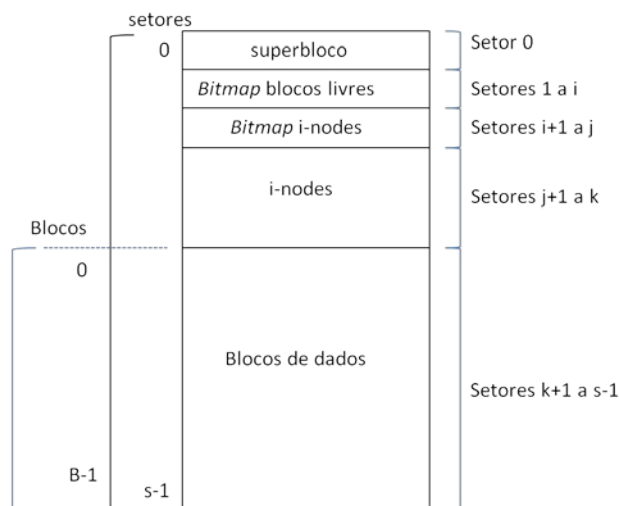 setores
0
superbloco
Setor 0
Bitmap blocos livres
Setores 1 a i
Bitmap i-nodes
Setores i+1 a j
i-nodes
Setores j+1 a k
Blocos
0
Blocos de dados
Setores k+1 a s-1
B-1
s-1